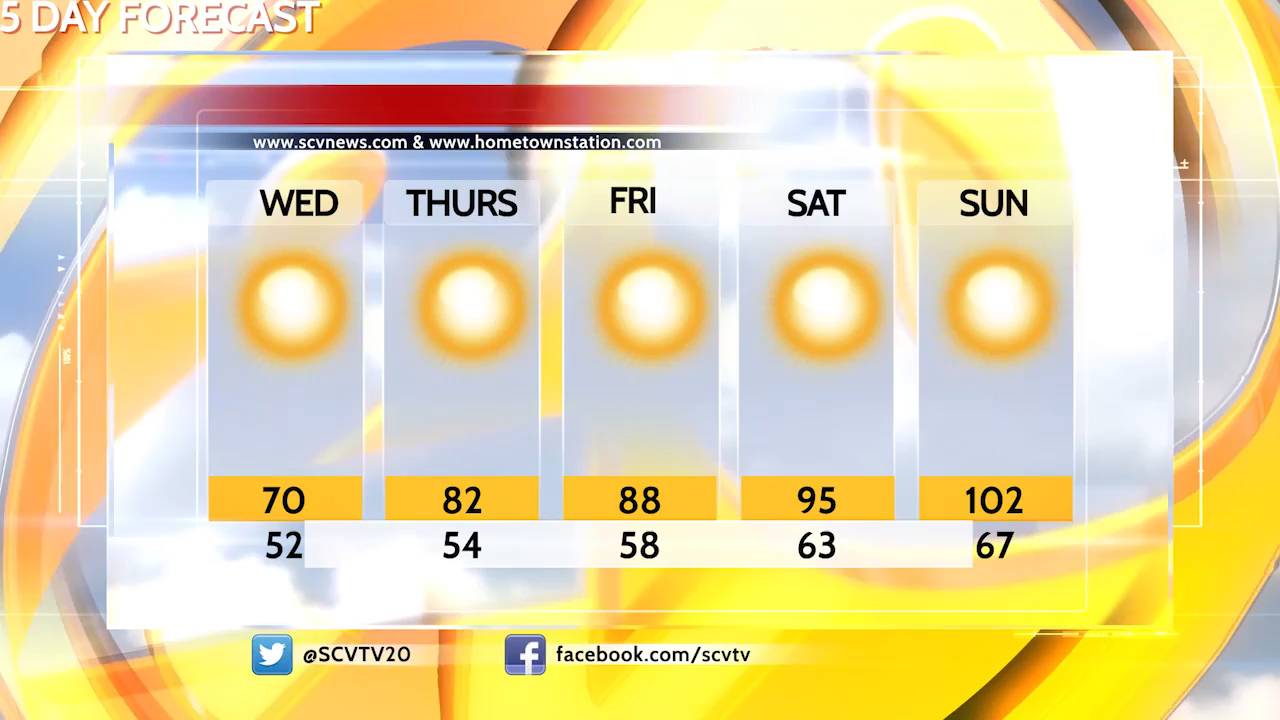 5 DAY FORECAST
www.scvnews.com & www.hometownstation.com
WED THURS FRI SAT SUN
70 82 88 95 102
52 54 58 63 67
@SCVTV20 facebook.com/scvtv